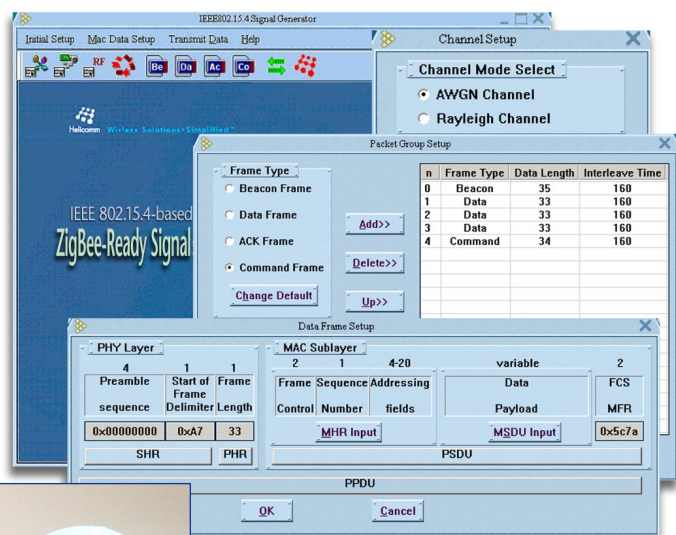 IEEE802.15.4 Signal Generator
Initial Setup Mac Data Setup Transmit Data Help
RF Be Da Ac Co
Helicomm Wireless Solutions-Simplified™
IEEE 802.15.4-based
ZigBee-Ready Signal
Channel Setup
Channel Mode Select
AWGN Channel
Rayleigh Channel
Packet Group Setup
Frame Type
Beacon Frame
Data Frame
ACK Frame
Command Frame
Change Default
Add>>
Delete>>
Up>>
n Frame Type Data Length Interleave Time
0 Beacon 35 160
1 Data 33 160
2 Data 33 160
3 Data 33 160
4 Command 34 160
Data Frame Setup
PHY Layer
4 1 1
Preamble sequence
Start of Frame Delimiter
Frame Length
0x00000000 0xA7 33
SHR PHR
MAC Sublayer
2 1 4-20 variable 2
Frame Control
Sequence Number
Addressing fields
Data Payload
FCS MFR
MHR Input MSDU Input 0x5c7a
PSDU
PPDU
OK Cancel